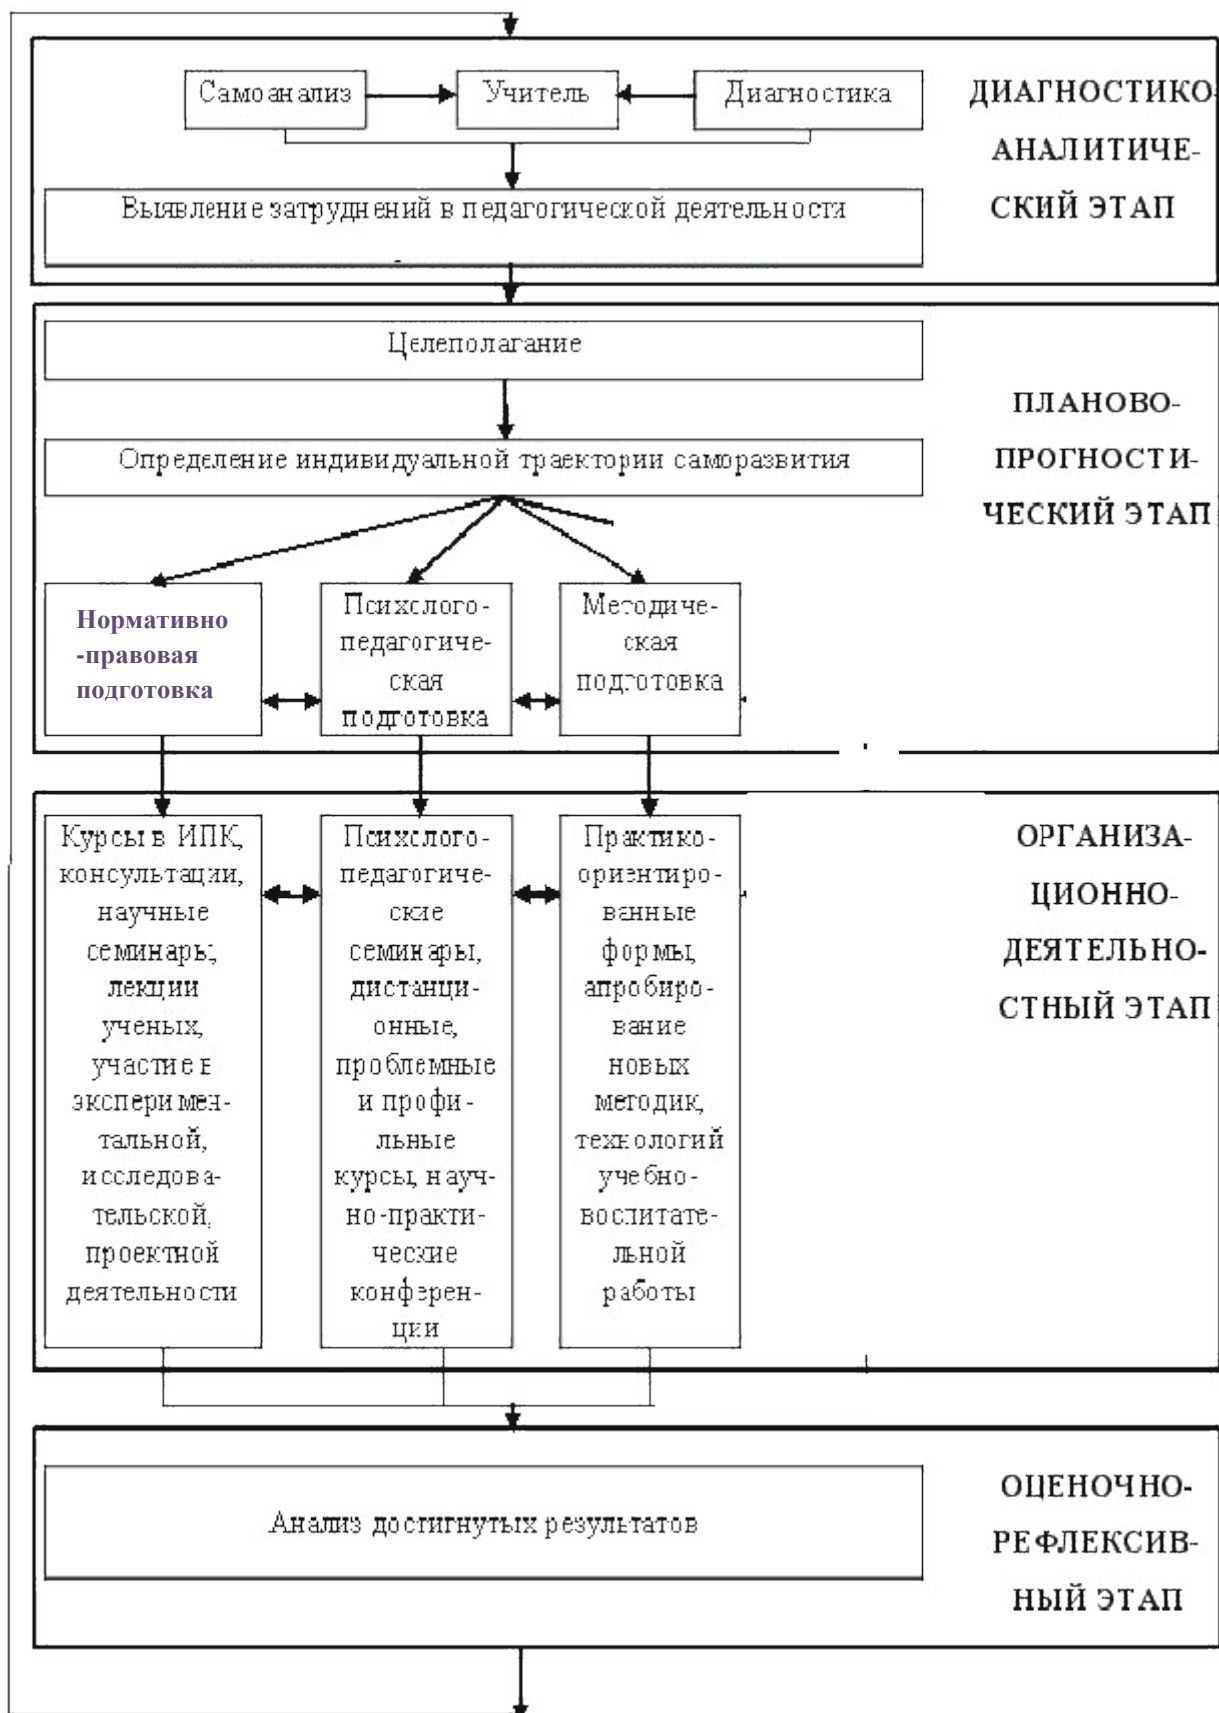 Самоанализ
Учитель
Диагностика
ДИАГНОСТИКО-
АНАЛИТИЧЕ-
СКИЙ ЭТАП
Выявление затруднений в педагогической деятельности
Целеполагание
ПЛАНОВО-
ПРОГНОСТИ-
ЧЕСКИЙ ЭТАП
Определение индивидуальной траектории саморазвития
Нормативно
-правовая
подготовка
Психолого-
педагогиче-
ская
подготовка
Методиче-
ская
подготовка
Курсы в ИПК,
консультации,
научные
семинары,
лекции
ученых,
участие в
эксперимен-
тальной,
исследова-
тельской,
проектной
деятельности
Психолого-
педагогиче-
ские
семинары,
дистанци-
онные,
проблемные
и профи-
льные
курсы, науч-
но-практи-
ческие
конферен-
ции
Практико-
ориентиро-
ванные
формы,
апробиро-
вание
новых
методик,
технологий
учебно-
воспитате-
льной
работы
ОРГАНИЗА-
ЦИОННО-
ДЕЯТЕЛЬНО-
СТНЫЙ ЭТАП
Анализ достигнутых результатов
ОЦЕНОЧНО-
РЕФЛЕКСИВ-
НЫЙ ЭТАП